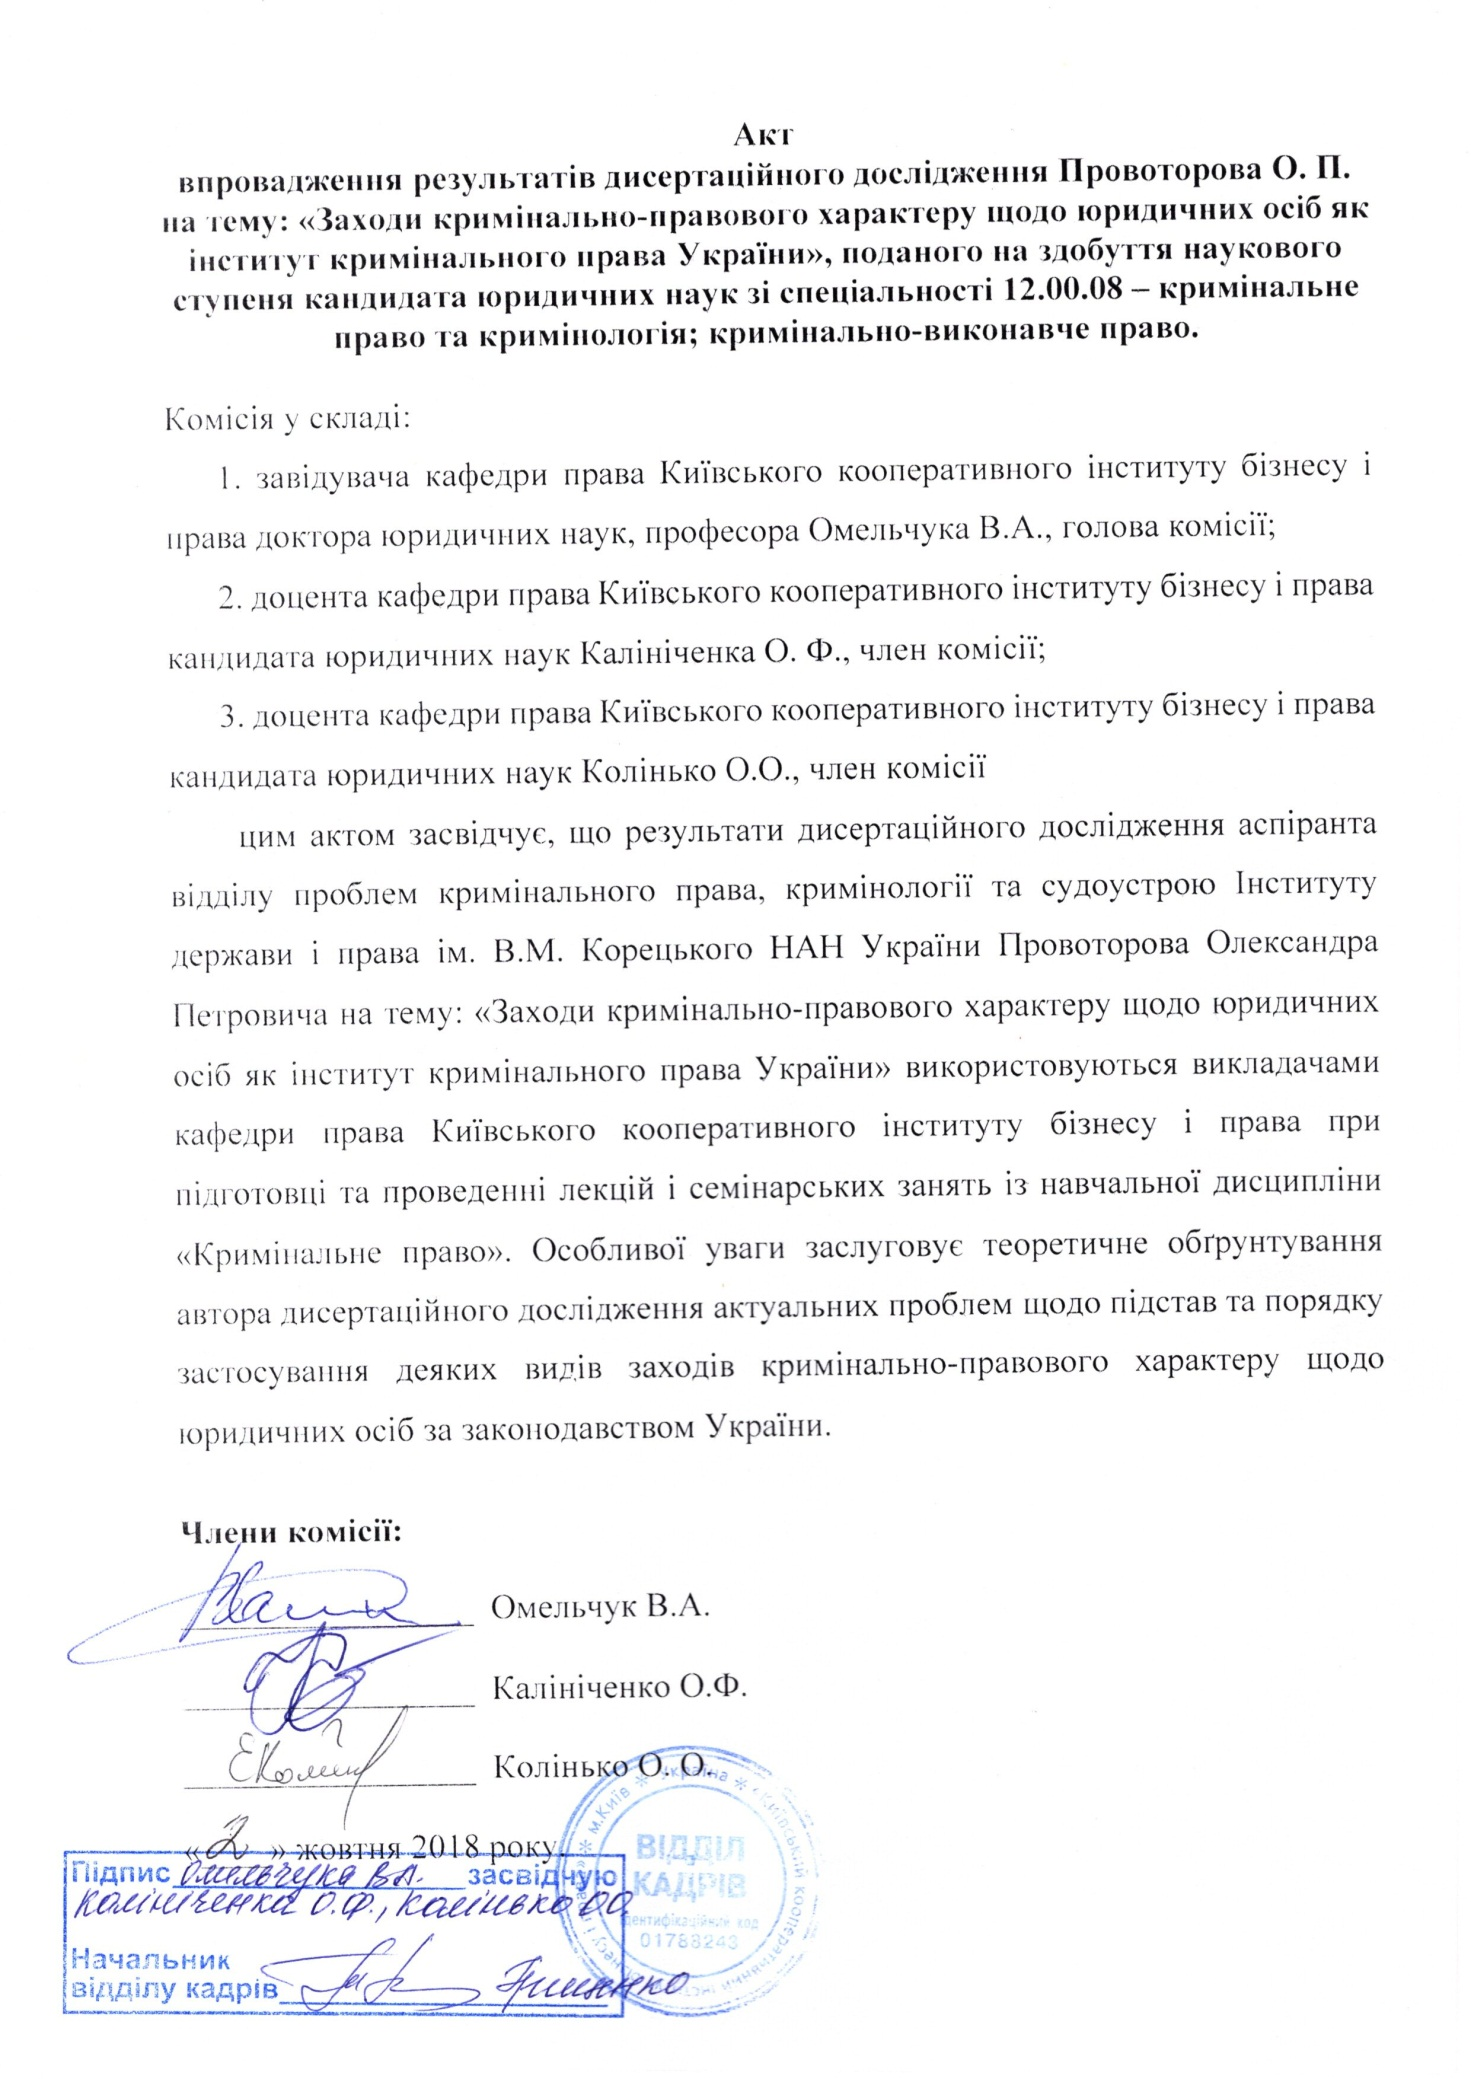 Акт
впровадження результатів дисертаційного дослідження Провоторова О. П.
на тему: «Заходи кримінально-правового характеру щодо юридичних осіб як
інститут кримінального права України», поданого на здобуття наукового
ступеня кандидата юридичних наук зі спеціальності 12.00.08 – кримінальне
право та кримінологія; кримінально-виконавче право.
Комісія у складі:
1. завідувача кафедри права Київського кооперативного інституту бізнесу і
права доктора юридичних наук, професора Омельчука В.А., голова комісії;
2. доцента кафедри права Київського кооперативного інституту бізнесу і права
кандидата юридичних наук Калініченка О. Ф., член комісії;
3. доцента кафедри права Київського кооперативного інституту бізнесу і права
кандидата юридичних наук Колінько О.О., член комісії
цим актом засвідчує, що результати дисертаційного дослідження аспіранта
відділу проблем кримінального права, кримінології та судоустрою Інституту
держави і права ім. В.М. Корецького НАН України Провоторова Олександра
Петровича на тему: «Заходи кримінально-правового характеру щодо юридичних
осіб як інститут кримінального права України» використовуються викладачами
кафедри права Київського кооперативного інституту бізнесу і права при
підготовці та проведенні лекцій і семінарських занять із навчальної дисципліни
«Кримінальне право». Особливої уваги заслуговує теоретичне обґрунтування
автора дисертаційного дослідження актуальних проблем щодо підстав та порядку
застосування деяких видів заходів кримінально-правового характеру щодо
юридичних осіб за законодавством України.
Члени комісії:
Омельчук В.А.
Калініченко О.Ф.
Колінько О. О.
«2» жовтня 2018 року.
Підпис Омельчука В.А. засвідчую
Калініченка О.Ф., Колінько О.О.
Начальник
відділу кадрів
м.Київ * Україна * «Київський кооперативний
ВІДДІЛ
КАДРІВ
ідентифікаційний код
01783243